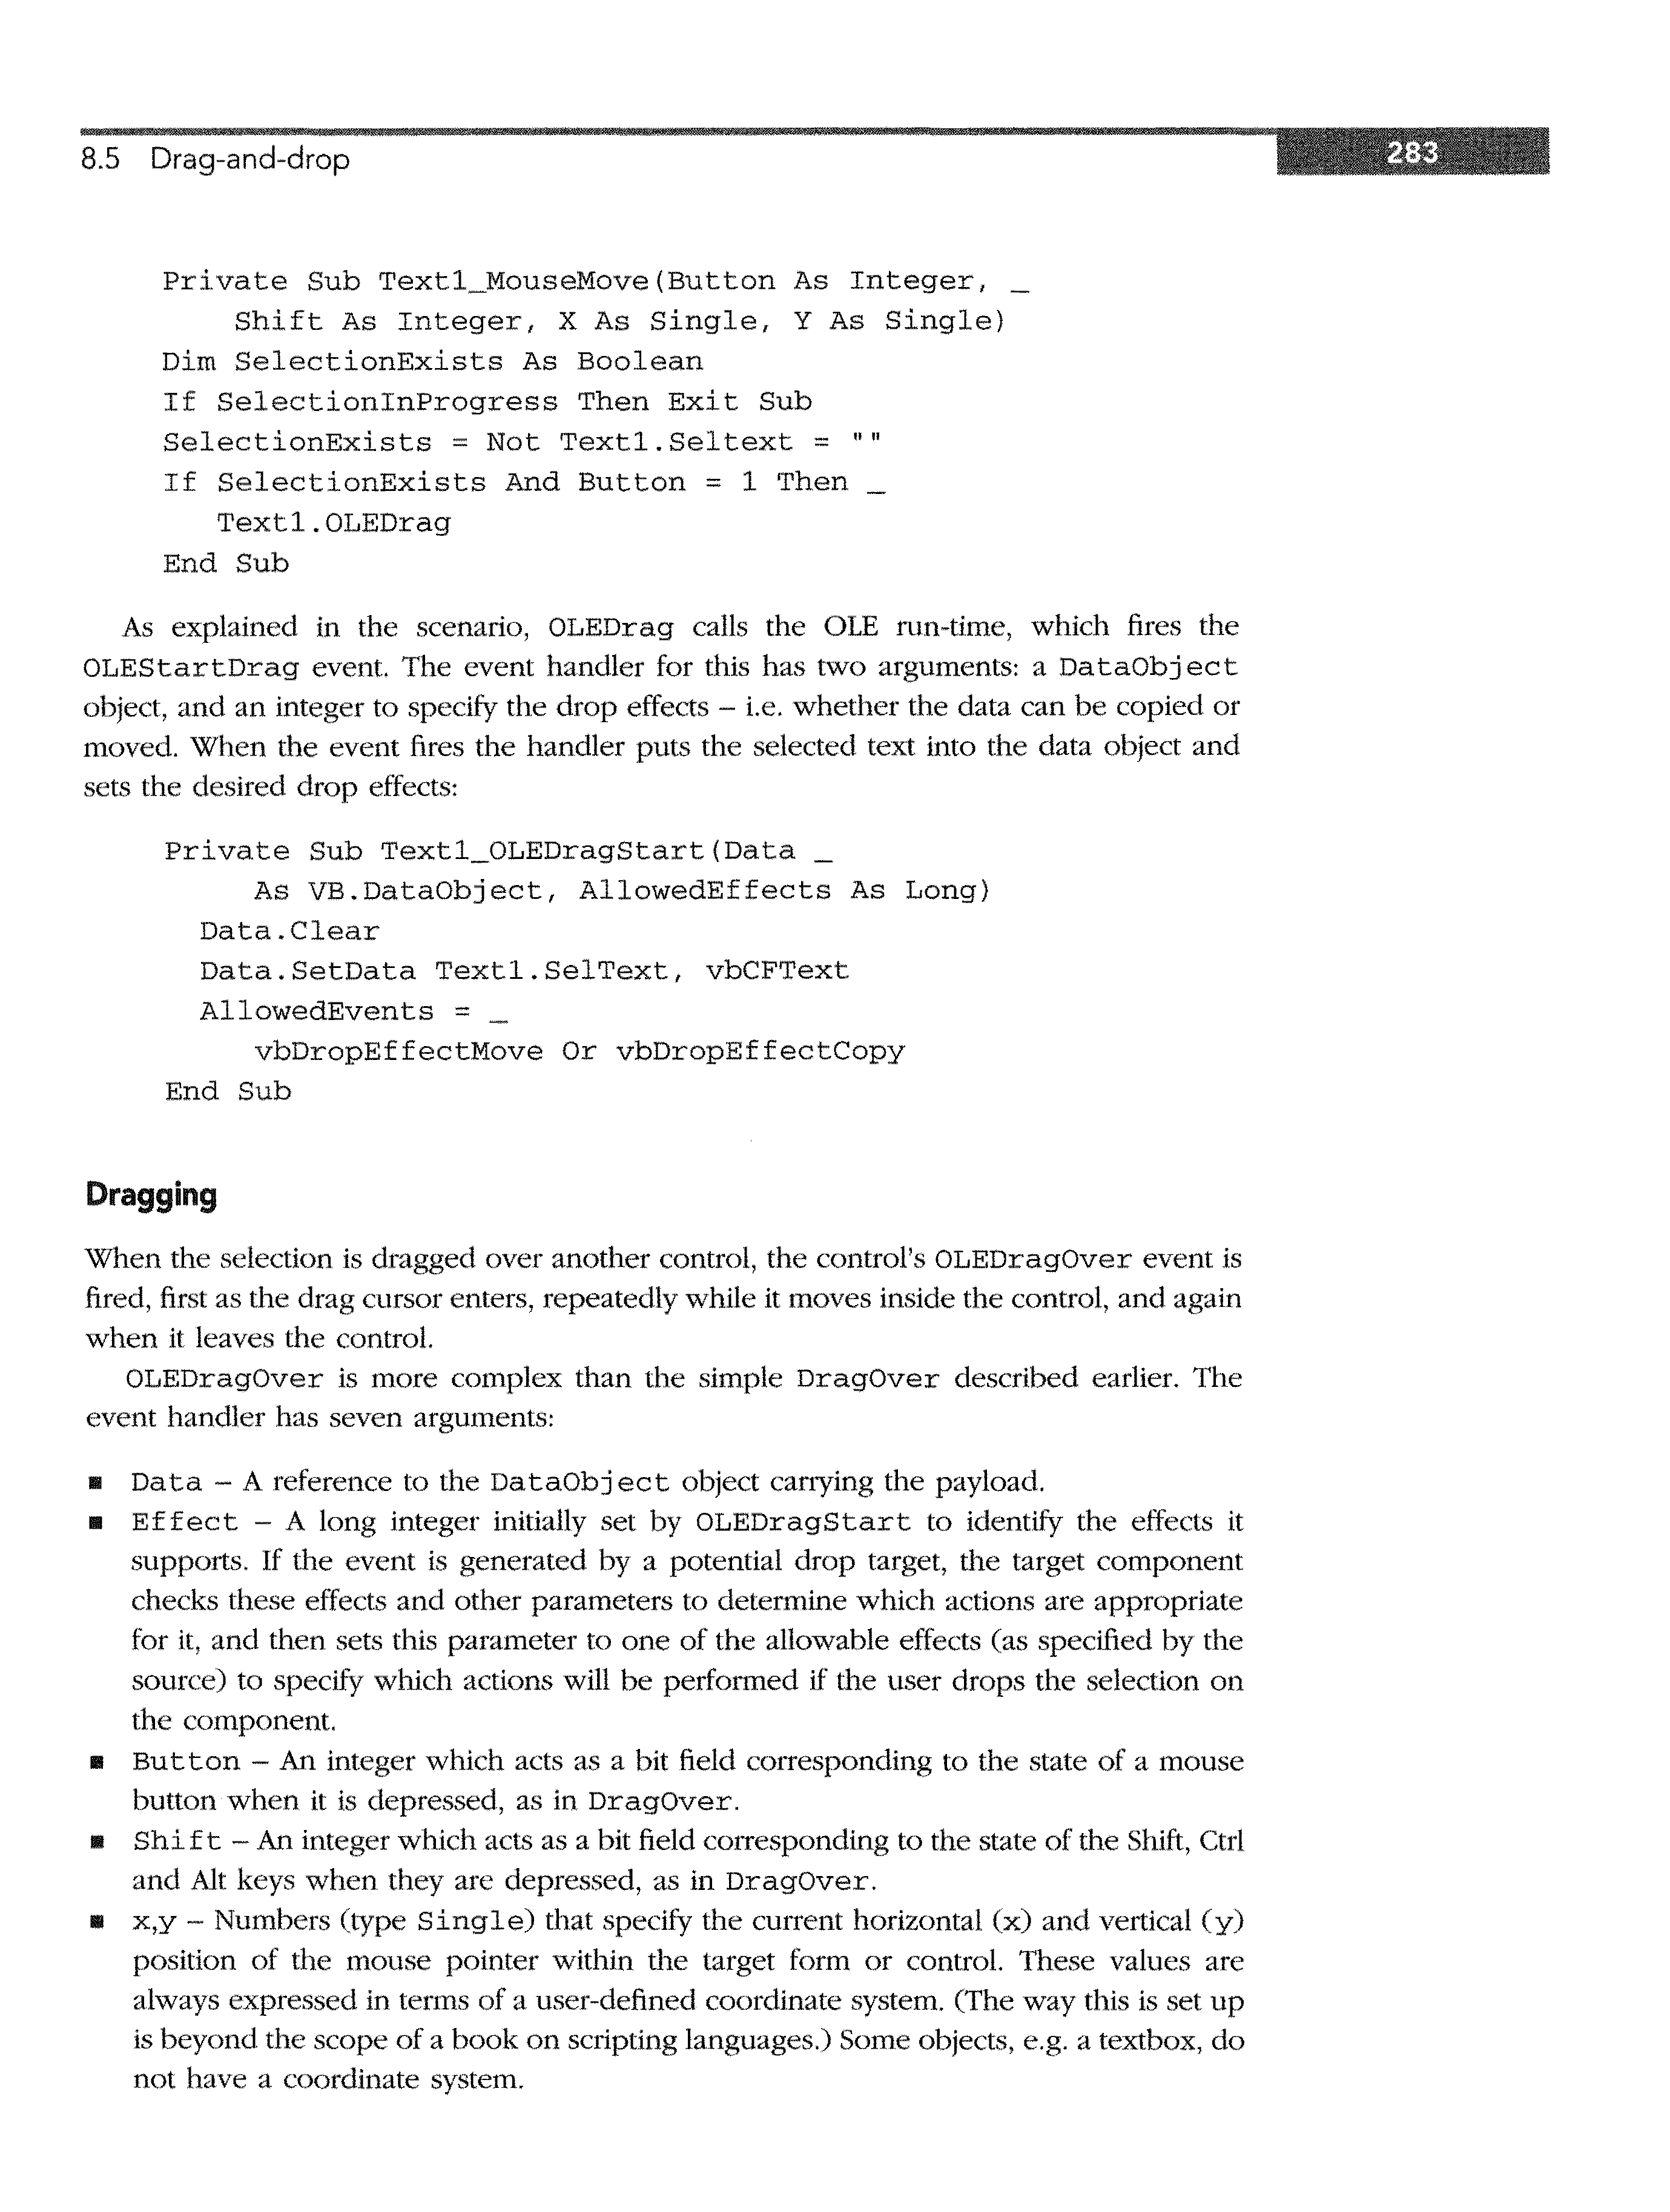 8.5 Drag-and-drop
283
Private Sub Text1_MouseMove(Button As Integer, _
Shift As Integer, X As Single, Y As Single)
Dim SelectionExists As Boolean
If SelectionInProgress Then Exit Sub
SelectionExists = Not Text1.Seltext = ""
If SelectionExists And Button = 1 Then _
Text1.OLEDrag
End Sub
As explained in the scenario, OLEDrag calls the OLE run-time, which fires the
OLEStartDrag event. The event handler for this has two arguments: a DataObject
object, and an integer to specify the drop effects – i.e. whether the data can be copied or
moved. When the event fires the handler puts the selected text into the data object and
sets the desired drop effects:
Private Sub Text1_OLEDragStart(Data _
As VB.DataObject, AllowedEffects As Long)
Data.Clear
Data.SetData Text1.SelText, vbCFText
AllowedEvents = _
vbDropEffectMove Or vbDropEffectCopy
End Sub
Dragging
When the selection is dragged over another control, the control's OLEDragOver event is
fired, first as the drag cursor enters, repeatedly while it moves inside the control, and again
when it leaves the control.
OLEDragOver is more complex than the simple DragOver described earlier. The
event handler has seven arguments:
■ Data – A reference to the DataObject object carrying the payload.
■ Effect – A long integer initially set by OLEDragStart to identify the effects it
supports. If the event is generated by a potential drop target, the target component
checks these effects and other parameters to determine which actions are appropriate
for it, and then sets this parameter to one of the allowable effects (as specified by the
source) to specify which actions will be performed if the user drops the selection on
the component.
■ Button – An integer which acts as a bit field corresponding to the state of a mouse
button when it is depressed, as in DragOver.
■ Shift – An integer which acts as a bit field corresponding to the state of the Shift, Ctrl
and Alt keys when they are depressed, as in DragOver.
■ x,y – Numbers (type Single) that specify the current horizontal (x) and vertical (y)
position of the mouse pointer within the target form or control. These values are
always expressed in terms of a user-defined coordinate system. (The way this is set up
is beyond the scope of a book on scripting languages.) Some objects, e.g. a textbox, do
not have a coordinate system.